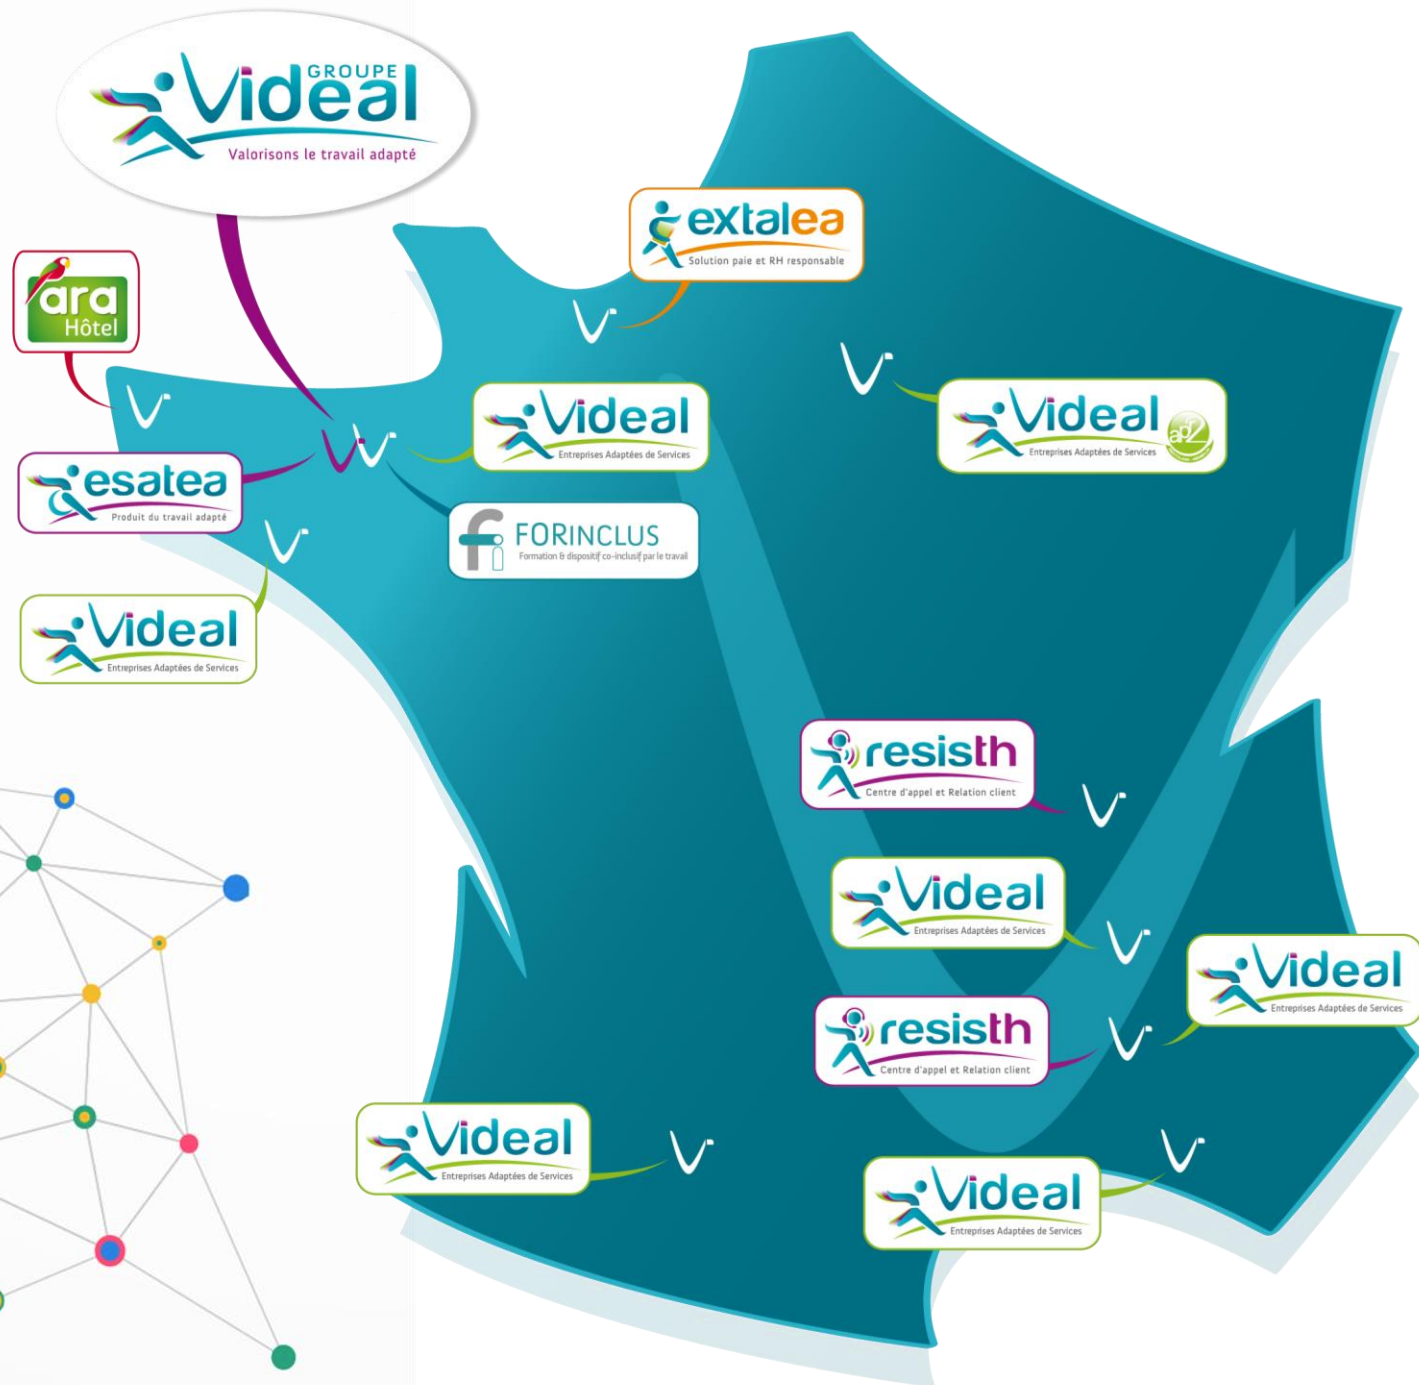 GROUPE
Videal
Valorisons le travail adapté
extalea
Solution paie et RH responsable
ara
Hôtel
Videal
Entreprises Adaptées de Services
Videal
Entreprises Adaptées de Services
esatea
Produit du travail adapté
FORINCLUS
Formation & dispositif co-inclusif par le travail
Videal
Entreprises Adaptées de Services
resisth
Centre d'appel et Relation client
Videal
Entreprises Adaptées de Services
Videal
Entreprises Adaptées de Services
resisth
Centre d'appel et Relation client
Videal
Entreprises Adaptées de Services
Videal
Entreprises Adaptées de Services